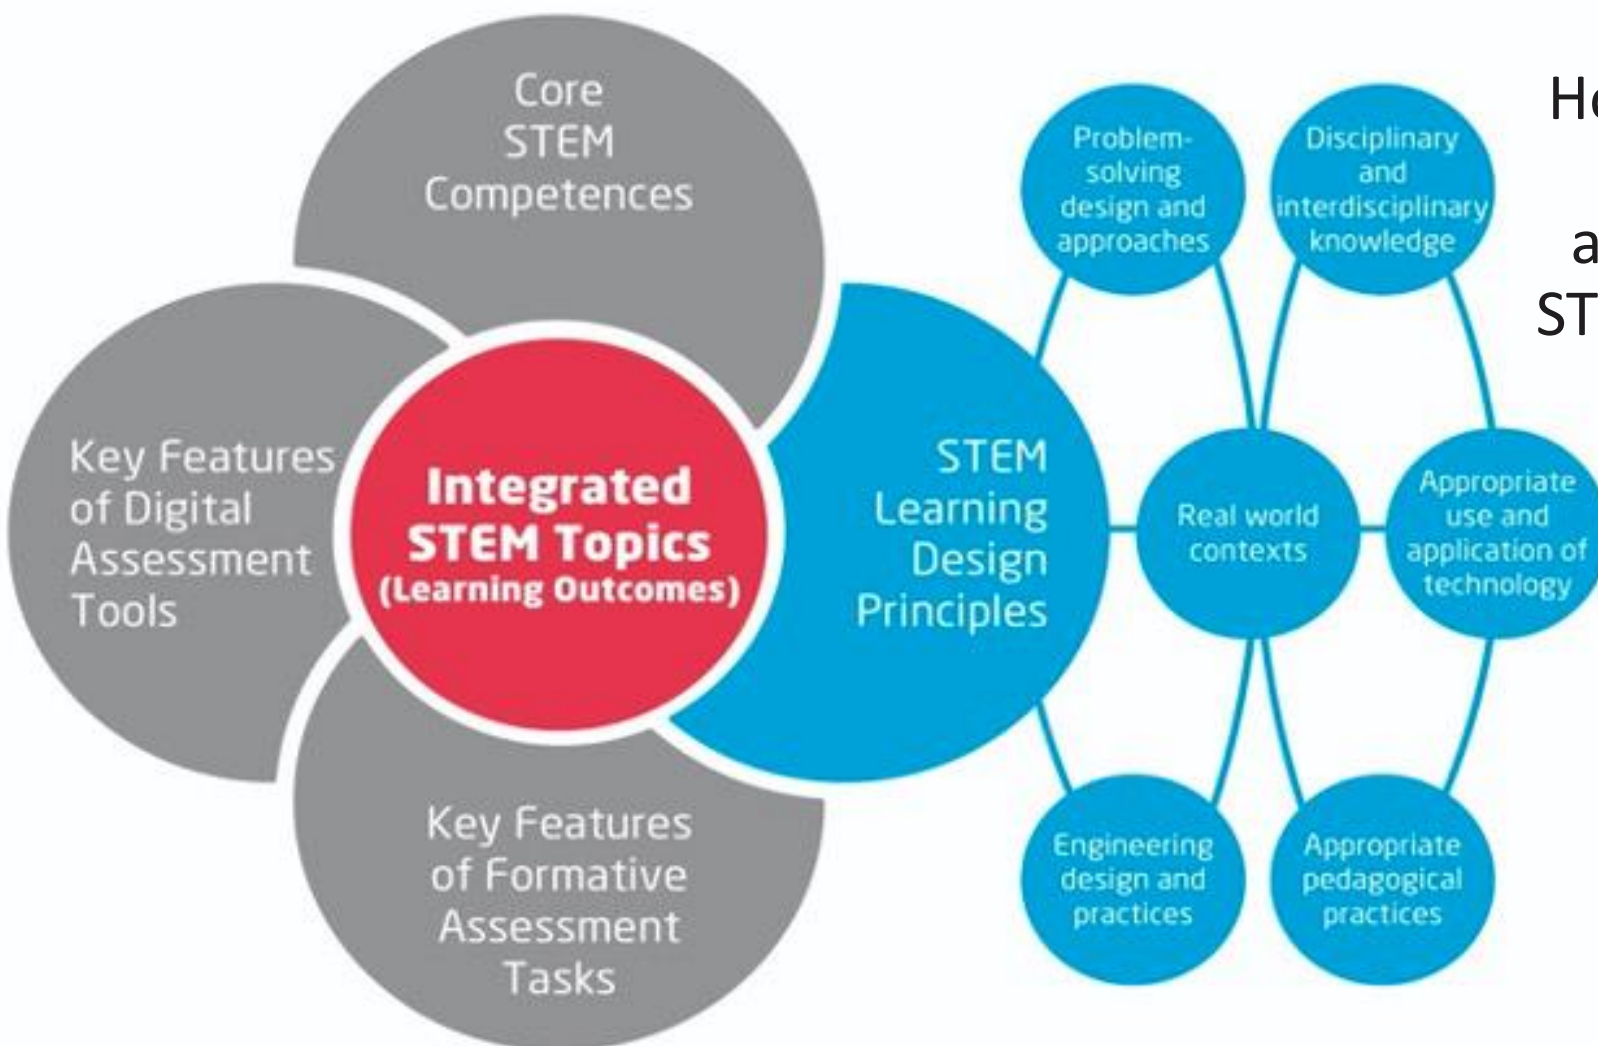 Core
STEM
Competences
Key Features
of Digital
Assessment
Tools
Integrated
STEM Topics
(Learning Outcomes)
STEM
Learning
Design
Principles
Key Features
of Formative
Assessment
Tasks
Problem-
solving
design and
approaches
Disciplinary
and
interdisciplinary
knowledge
Real world
contexts
Appropriate
use and
application of
technology
Engineering
design and
practices
Appropriate
pedagogical
practices